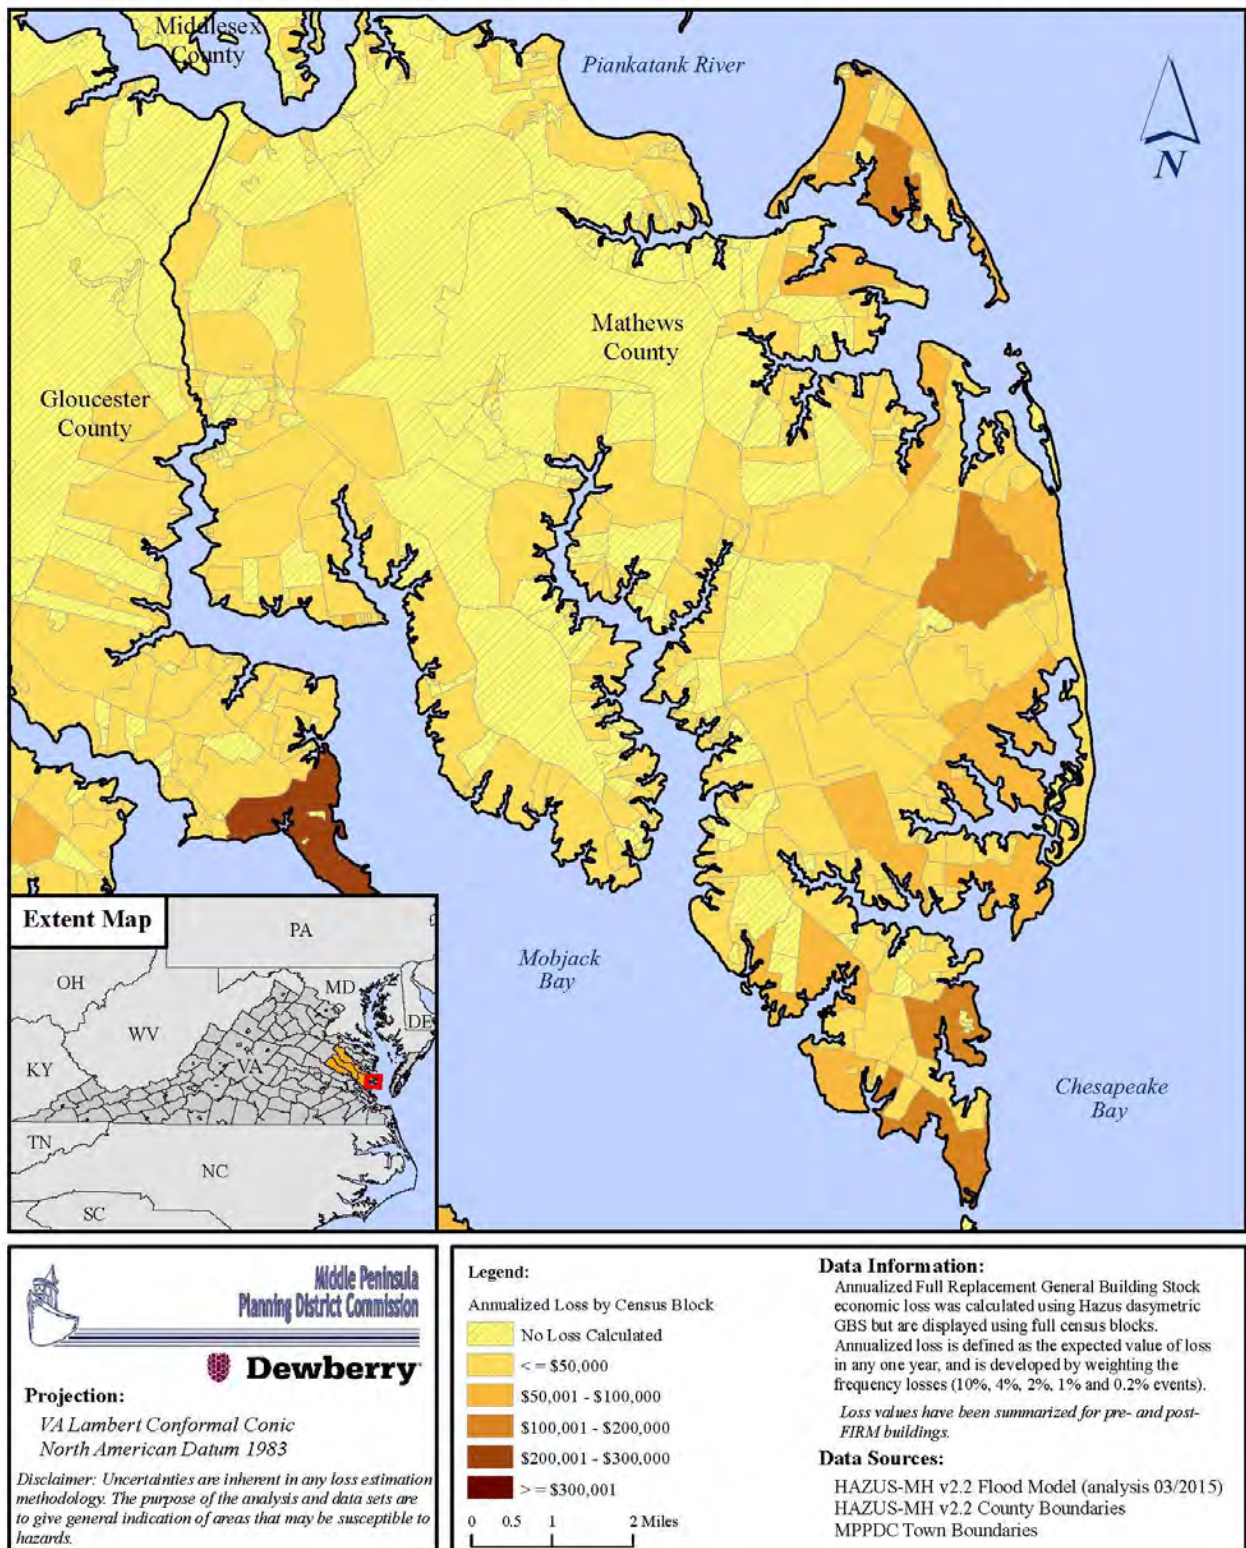 Middlesex
County
Piankatank River
N
Mathews
County
Gloucester
County
Mobjack
Bay
Chesapeake
Bay
Extent Map
PA
OH
MD
DE
WV
KY
VA
TN
NC
SC
Middle Peninsula
Planning District Commission
Dewberry
Projection:
VA Lambert Conformal Conic
North American Datum 1983
Disclaimer: Uncertainties are inherent in any loss estimation
methodology. The purpose of the analysis and data sets are
to give general indication of areas that may be susceptible to
hazards.
Legend:
Annualized Loss by Census Block
No Loss Calculated
< = $50,000
$50,001 - $100,000
$100,001 - $200,000
$200,001 - $300,000
> = $300,001
0 0.5 1 2 Miles
Data Information:
Annualized Full Replacement General Building Stock
economic loss was calculated using Hazus dasymetric
GBS but are displayed using full census blocks.
Annualized loss is defined as the expected value of loss
in any one year, and is developed by weighting the
frequency losses (10%, 4%, 2%, 1% and 0.2% events).
Loss values have been summarized for pre- and post-
FIRM buildings.
Data Sources:
HAZUS-MH v2.2 Flood Model (analysis 03/2015)
HAZUS-MH v2.2 County Boundaries
MPPDC Town Boundaries